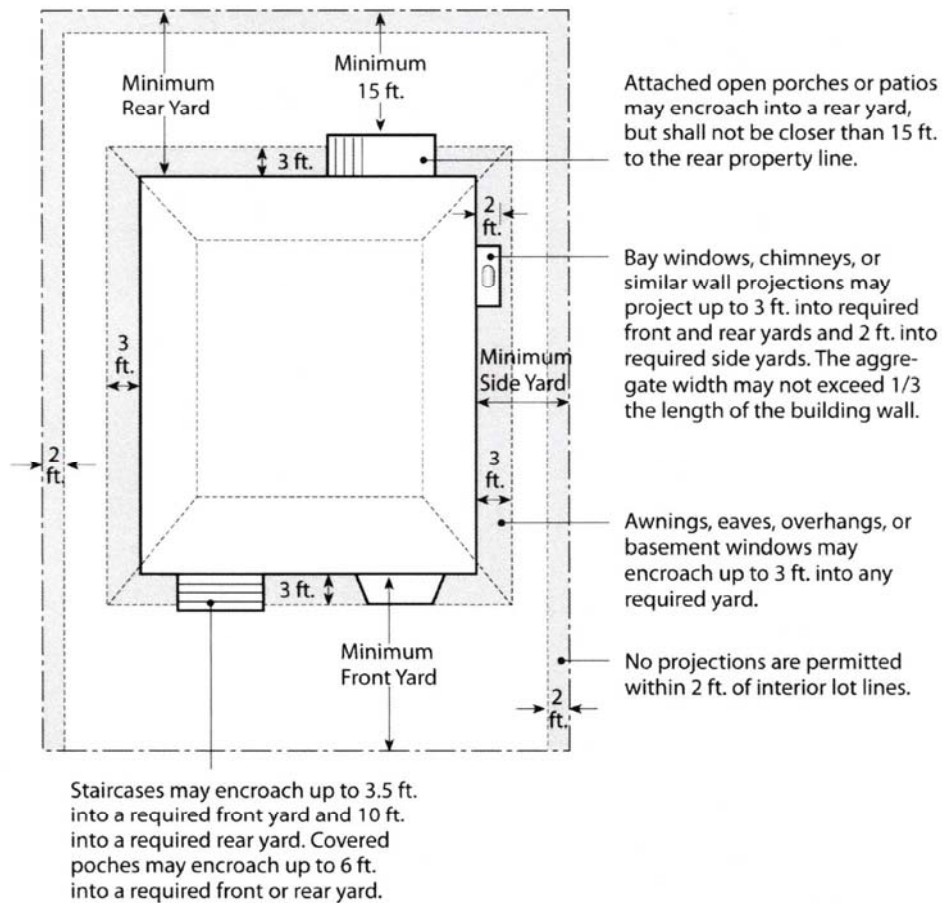 Minimum
Rear Yard
Minimum
15 ft.
3 ft.
2
ft.
3
ft.
Minimum
Side Yard
2
ft.
3
ft.
3 ft.
Minimum
Front Yard
2
ft.
Attached open porches or patios
may encroach into a rear yard,
but shall not be closer than 15 ft.
to the rear property line.
Bay windows, chimneys, or
similar wall projections may
project up to 3 ft. into required
front and rear yards and 2 ft. into
required side yards. The aggre-
gate width may not exceed 1/3
the length of the building wall.
Awnings, eaves, overhangs, or
basement windows may
encroach up to 3 ft. into any
required yard.
No projections are permitted
within 2 ft. of interior lot lines.
Staircases may encroach up to 3.5 ft.
into a required front yard and 10 ft.
into a required rear yard. Covered
poches may encroach up to 6 ft.
into a required front or rear yard.